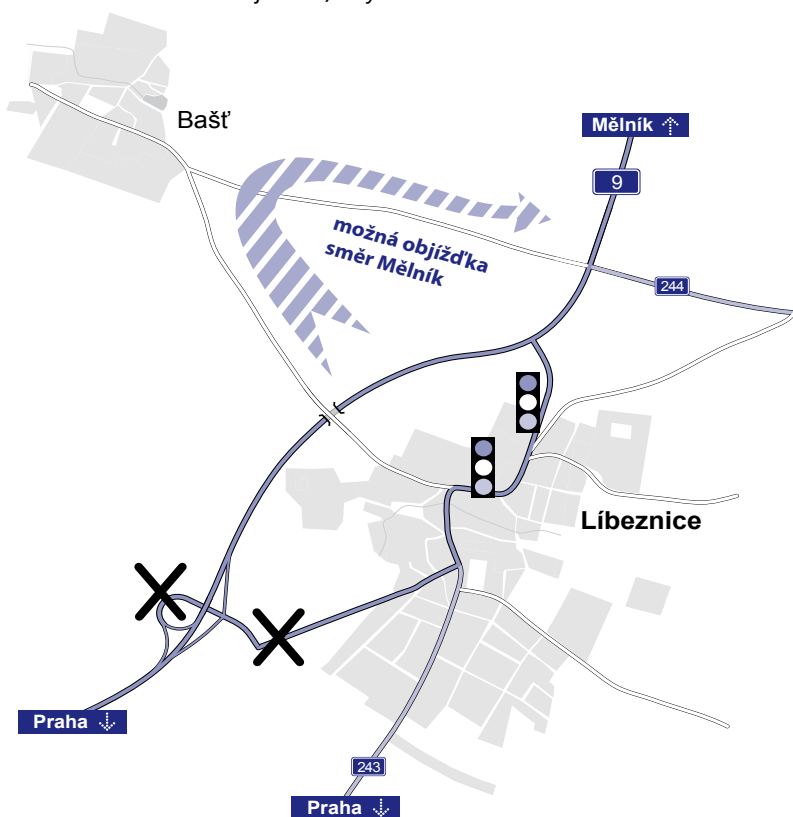 Bašť
Mělník
9
možná objížďka
směr Mělník
244
Líbeznice
Praha
243
Praha